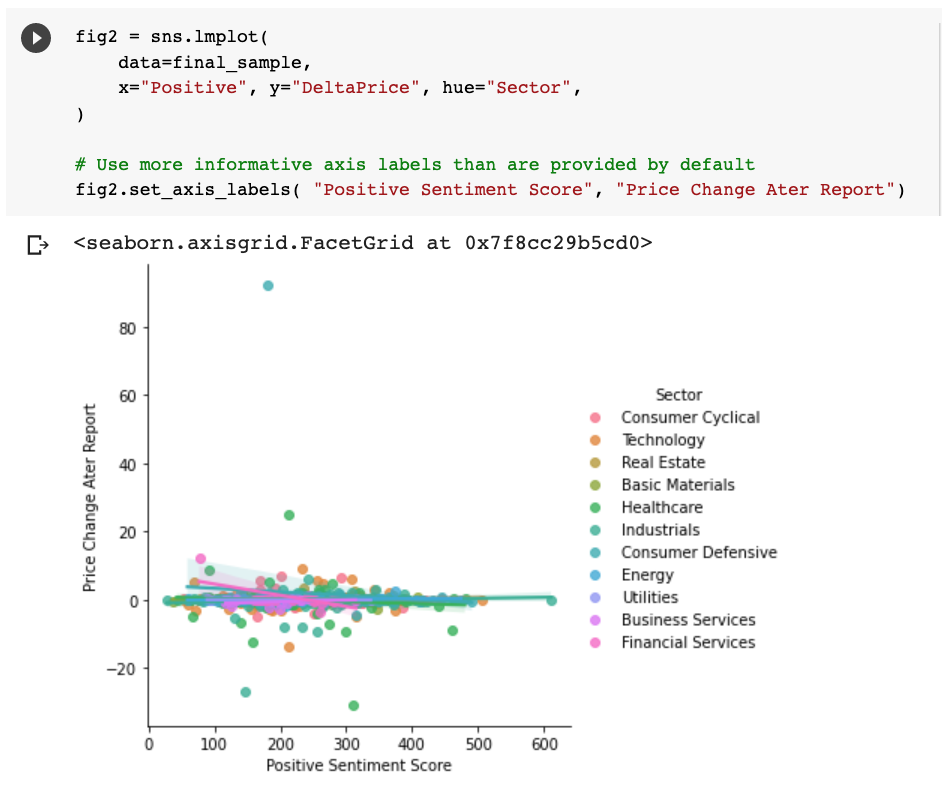 fig2 = sns.lmplot(
data=final_sample,
x="Positive", y="DeltaPrice", hue="Sector",
)
# Use more informative axis labels than are provided by default
fig2.set_axis_labels( "Positive Sentiment Score", "Price Change Ater Report")
<seaborn.axisgrid.FacetGrid at 0x7f8cc29b5cd0>
80
60
40
20
0
−20
Price Change Ater Report
0 100 200 300 400 500 600
Positive Sentiment Score
Sector
Consumer Cyclical
Technology
Real Estate
Basic Materials
Healthcare
Industrials
Consumer Defensive
Energy
Utilities
Business Services
Financial Services